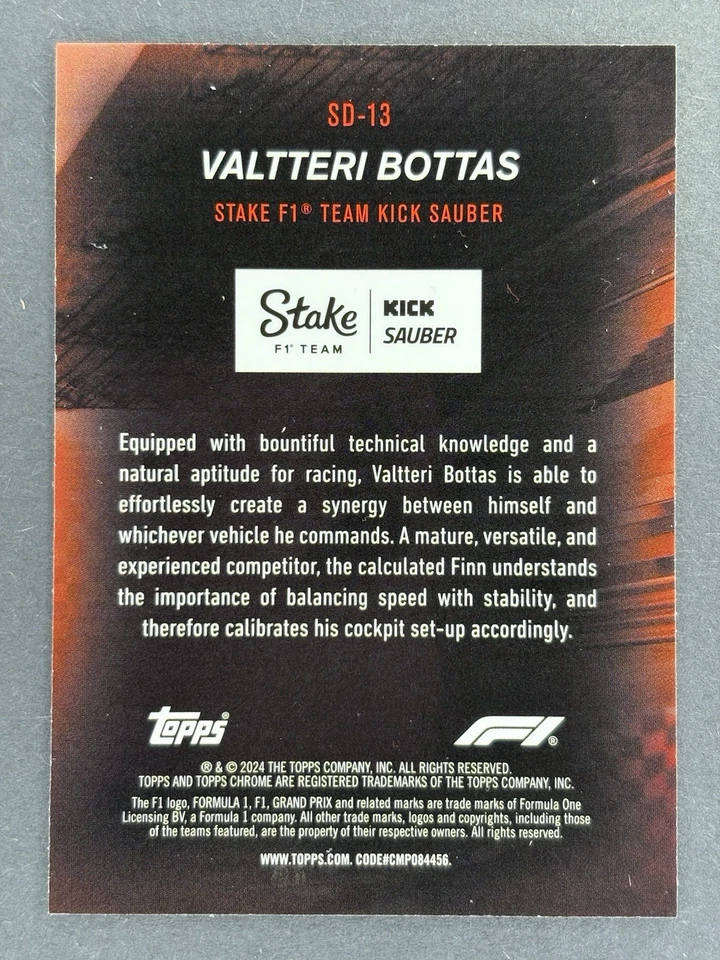 SD-13
VALTTERI BOTTAS
STAKE F1® TEAM KICK SAUBER
Stake
F1® TEAM
KICK
SAUBER
Equipped with bountiful technical knowledge and a
natural aptitude for racing, Valtteri Bottas is able to
effortlessly create a synergy between himself and
whichever vehicle he commands. A mature, versatile, and
experienced competitor, the calculated Finn understands
the importance of balancing speed with stability, and
therefore calibrates his cockpit set-up accordingly.
Topps®
F1®
® & © 2024 THE TOPPS COMPANY, INC. ALL RIGHTS RESERVED.
TOPPS AND TOPPS CHROME ARE REGISTERED TRADEMARKS OF THE TOPPS COMPANY, INC.
The F1 logo, FORMULA 1, F1, GRAND PRIX and related marks are trade marks of Formula One
Licensing BV, a Formula 1 company. All other trade marks, logos and copyrights, including those
of the teams featured, are the property of their respective owners. All rights reserved.
WWW.TOPPS.COM. CODE#CMP084456.